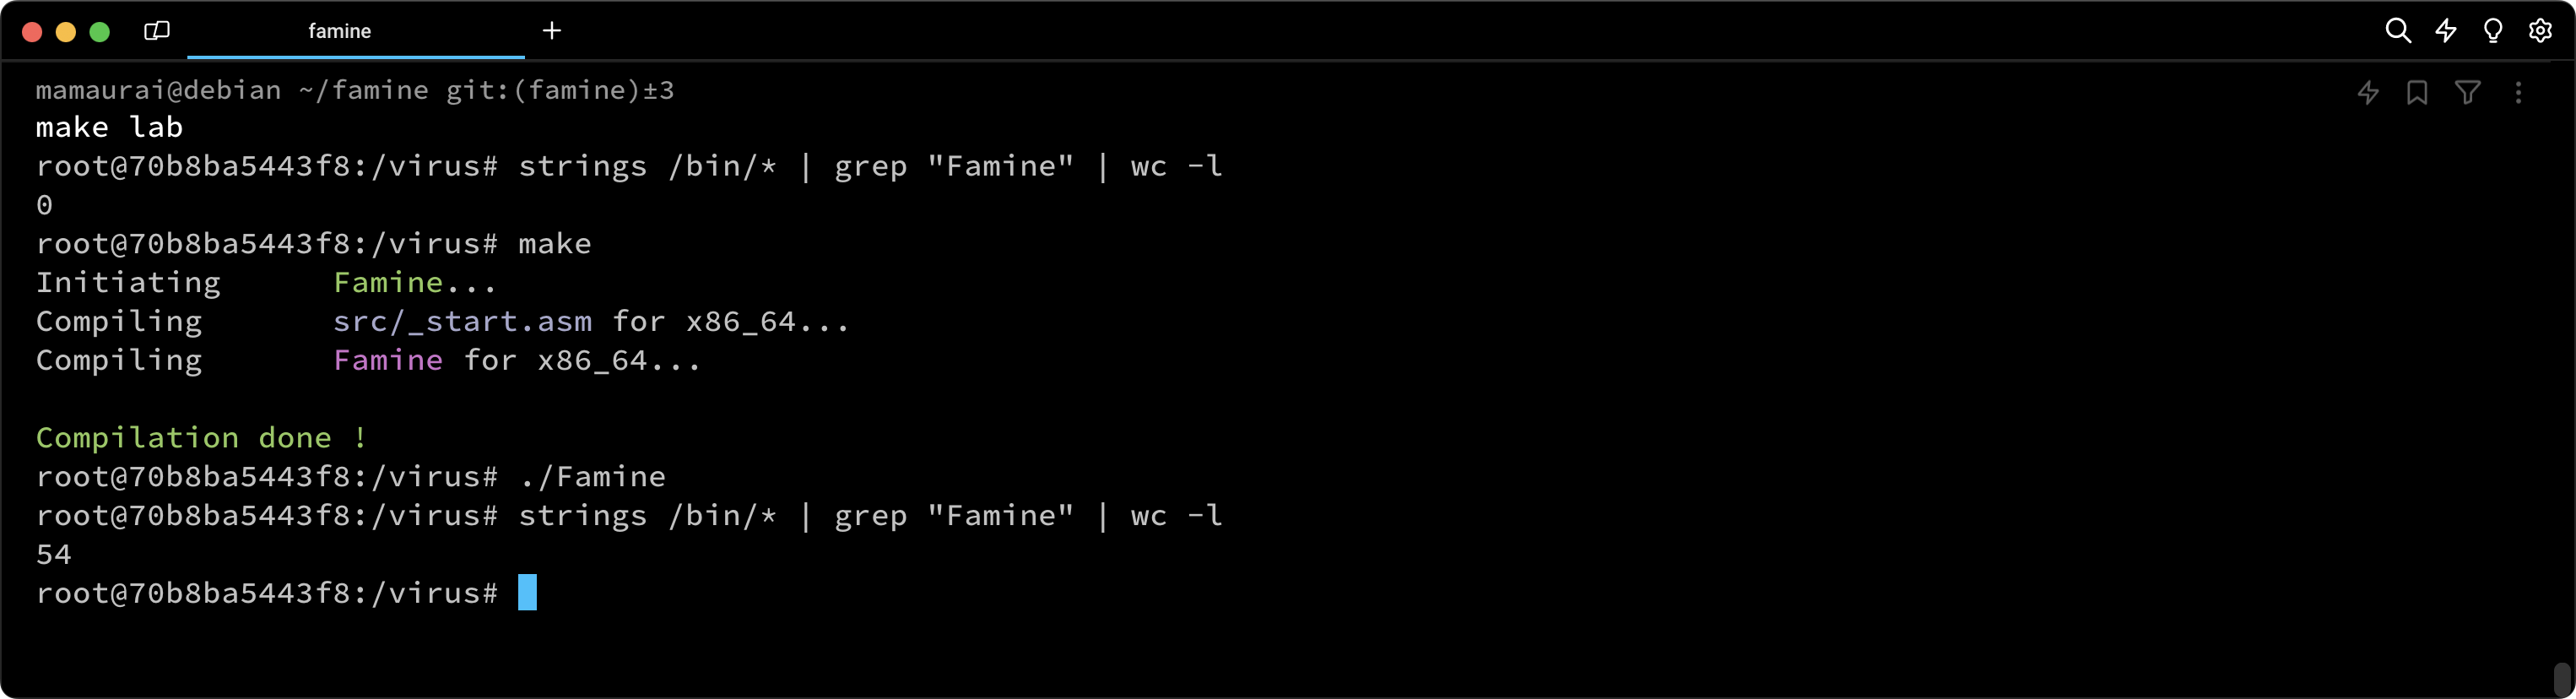 famine
mamaurai@debian ~/famine git:(famine)±3
make lab
root@70b8ba5443f8:/virus# strings /bin/* | grep "Famine" | wc -l
0
root@70b8ba5443f8:/virus# make
Initiating      Famine...
Compiling       src/_start.asm for x86_64...
Compiling       Famine for x86_64...
Compilation done !
root@70b8ba5443f8:/virus# ./Famine
root@70b8ba5443f8:/virus# strings /bin/* | grep "Famine" | wc -l
54
root@70b8ba5443f8:/virus#